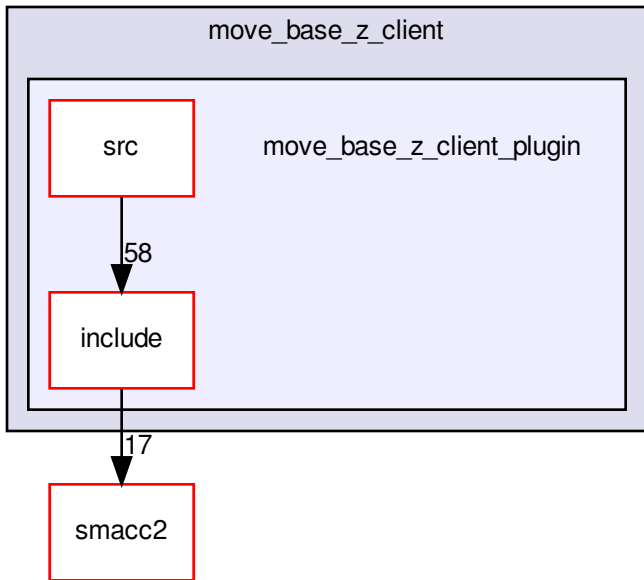 move_base_z_client
src
move_base_z_client_plugin
58
include
17
smacc2